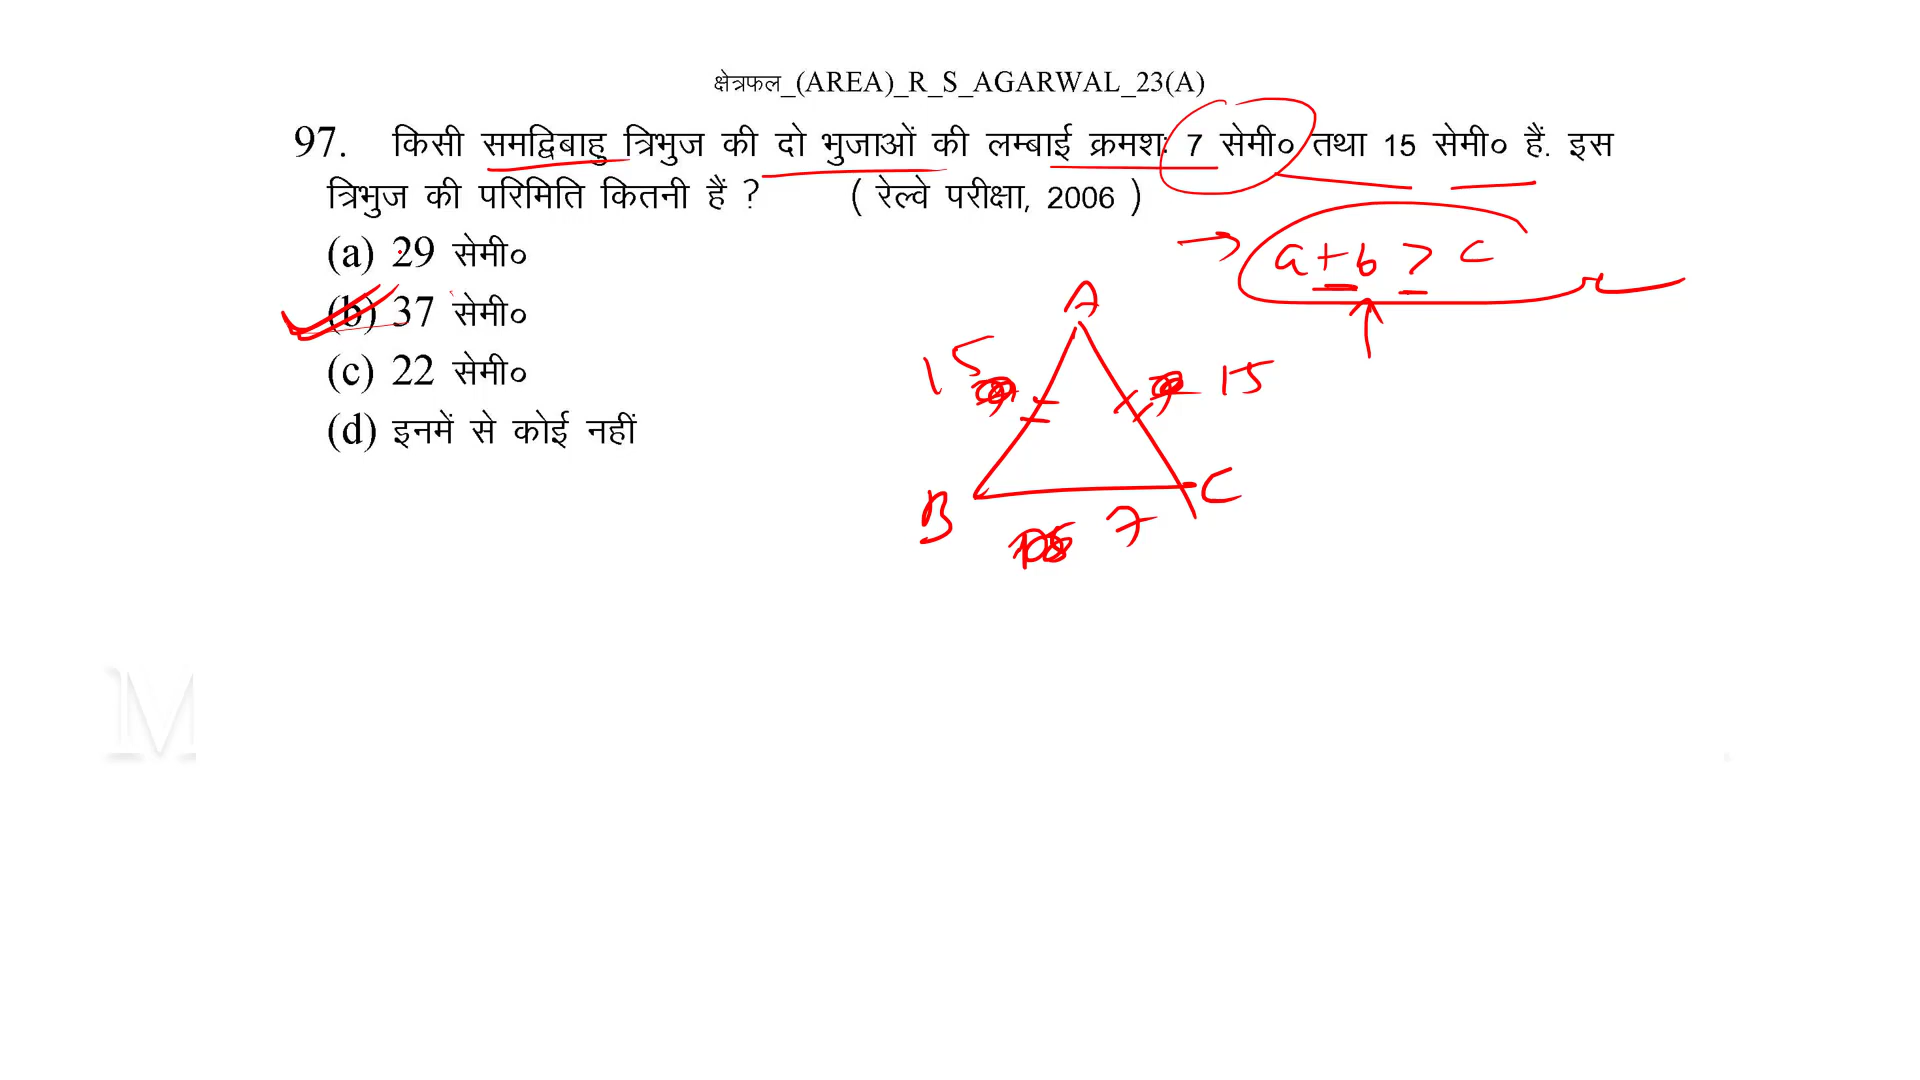 क्षेत्रफल_(AREA)_R_S_AGARWAL_23(A)
97. किसी समद्विबाहु त्रिभुज की दो भुजाओं की लम्बाई क्रमशः 7 सेमी० तथा 15 सेमी० हैं. इस
त्रिभुज की परिमिति कितनी हैं ? ( रेल्वे परीक्षा, 2006 )
(a) 29 सेमी०
a+b > c
(b) 37 सेमी०
A
(c) 22 सेमी०
15 15
(d) इनमें से कोई नहीं
B C
7
M